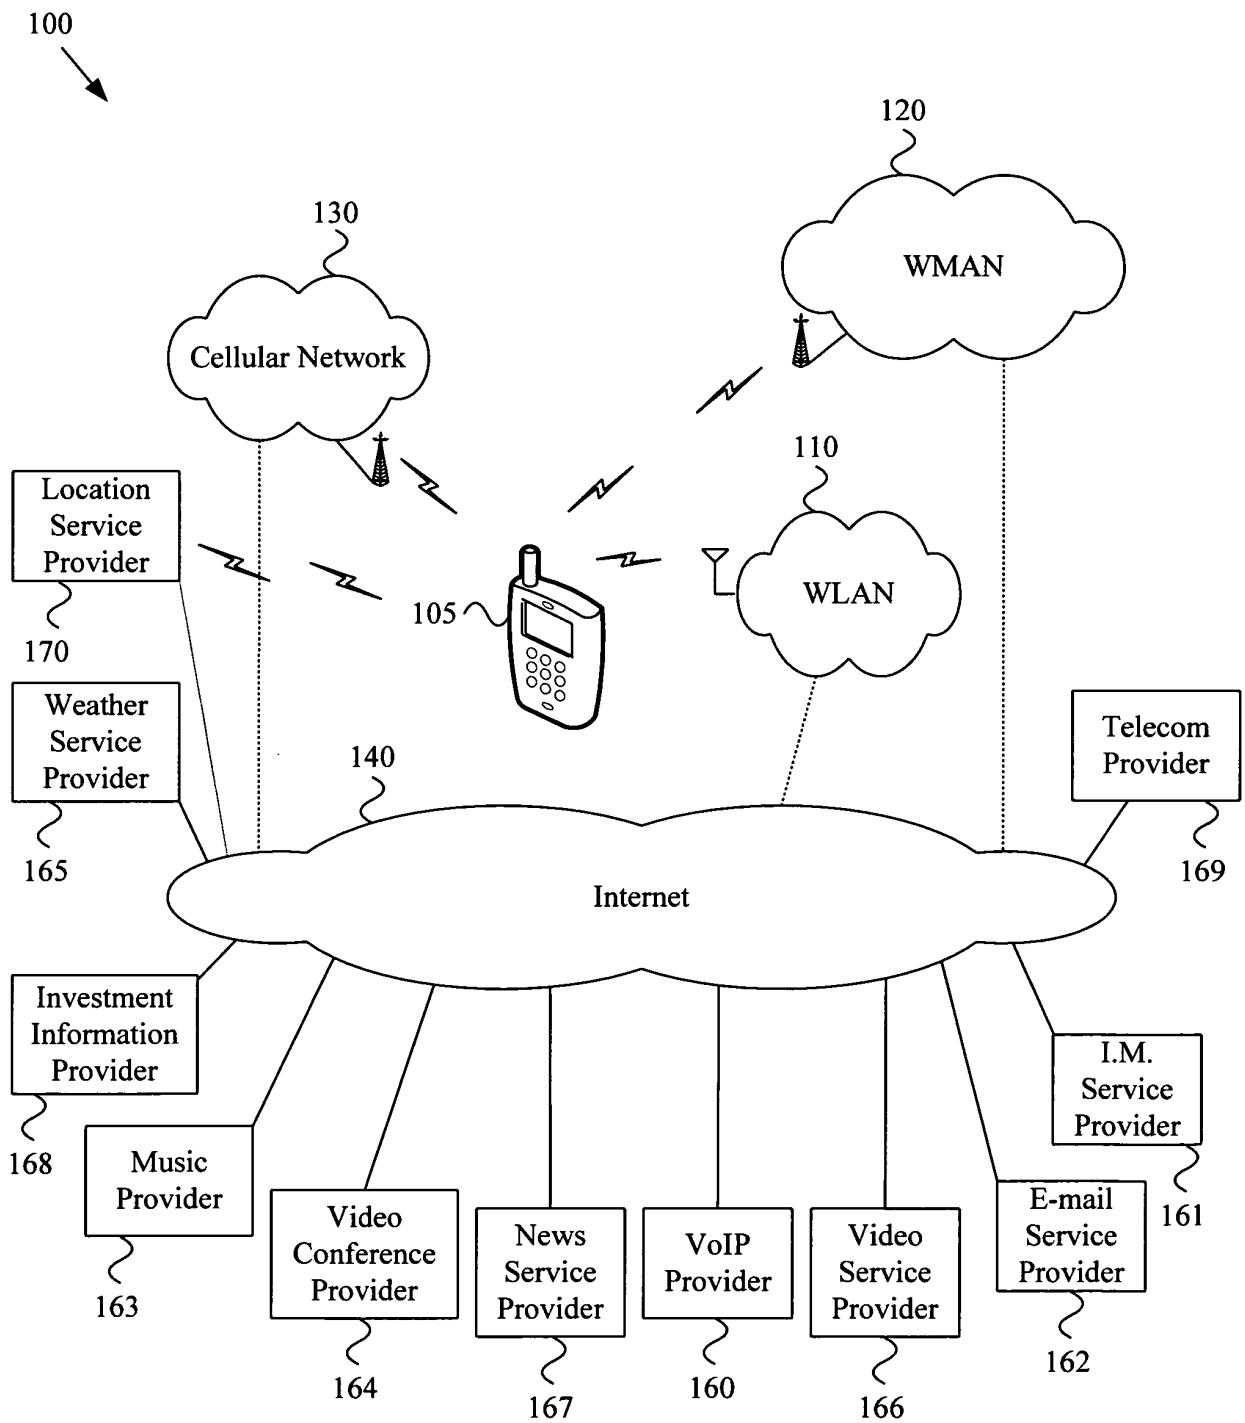 100
120
WMAN
130
Cellular Network
110
WLAN
Location
Service
Provider
170
105
Weather
Service
Provider
165
140
Telecom
Provider
169
Internet
Investment
Information
Provider
168
Music
Provider
163
Video
Conference
Provider
164
News
Service
Provider
167
VoIP
Provider
160
Video
Service
Provider
166
E-mail
Service
Provider
162
I.M.
Service
Provider
161